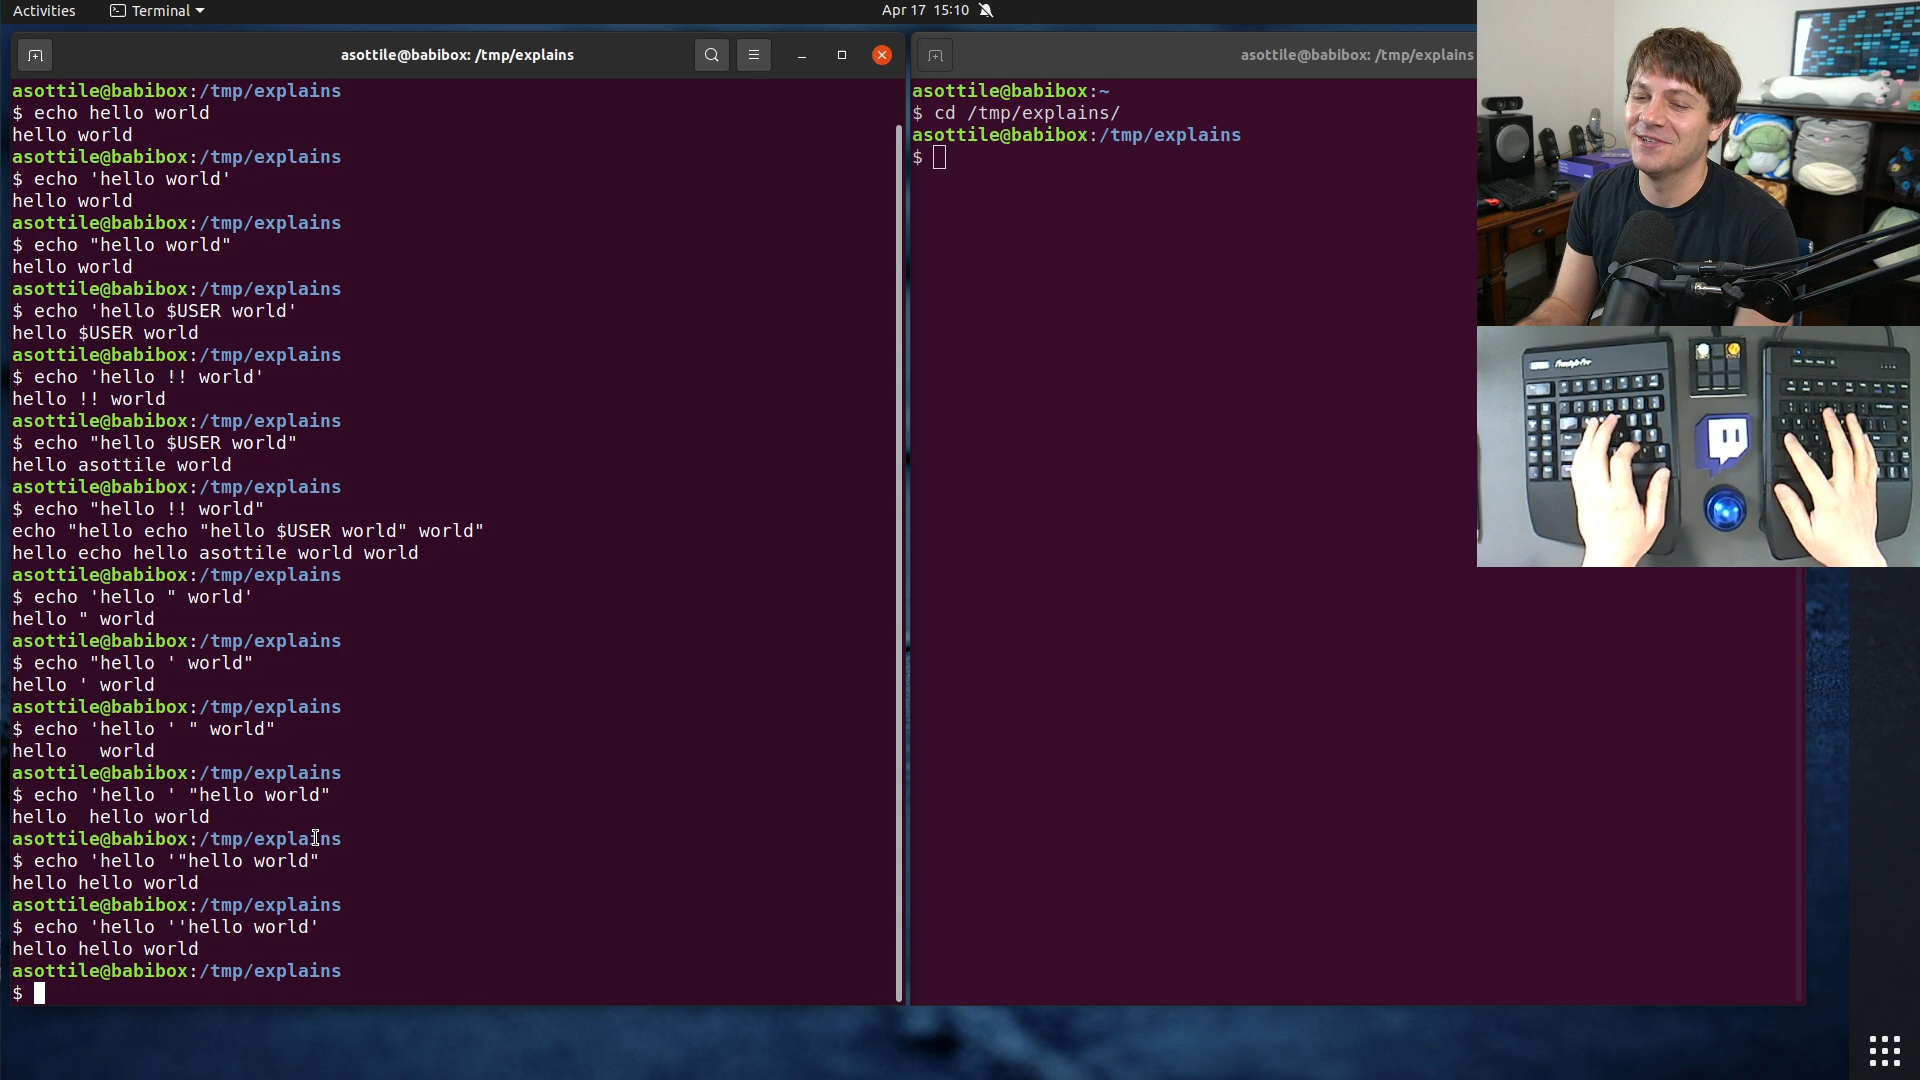 Activities
Terminal
Apr 17 15:10
asottile@babibox: /tmp/explains
asottile@babibox:/tmp/explains
$ echo hello world
hello world
asottile@babibox:/tmp/explains
$ echo 'hello world'
hello world
asottile@babibox:/tmp/explains
$ echo "hello world"
hello world
asottile@babibox:/tmp/explains
$ echo 'hello $USER world'
hello $USER world
asottile@babibox:/tmp/explains
$ echo 'hello !! world'
hello !! world
asottile@babibox:/tmp/explains
$ echo "hello $USER world"
hello asottile world
asottile@babibox:/tmp/explains
$ echo "hello !! world"
echo "hello echo "hello $USER world" world"
hello echo hello asottile world world
asottile@babibox:/tmp/explains
$ echo 'hello " world'
hello " world
asottile@babibox:/tmp/explains
$ echo "hello ' world"
hello ' world
asottile@babibox:/tmp/explains
$ echo 'hello ' " world"
hello   world
asottile@babibox:/tmp/explains
$ echo 'hello ' "hello world"
hello  hello world
asottile@babibox:/tmp/explains
$ echo 'hello '"hello world"
hello hello world
asottile@babibox:/tmp/explains
$ echo 'hello ''hello world'
hello hello world
asottile@babibox:/tmp/explains
$
asottile@babibox: /tmp/explains
asottile@babibox:~
$ cd /tmp/explains/
asottile@babibox:/tmp/explains
$
Freestyle Pro